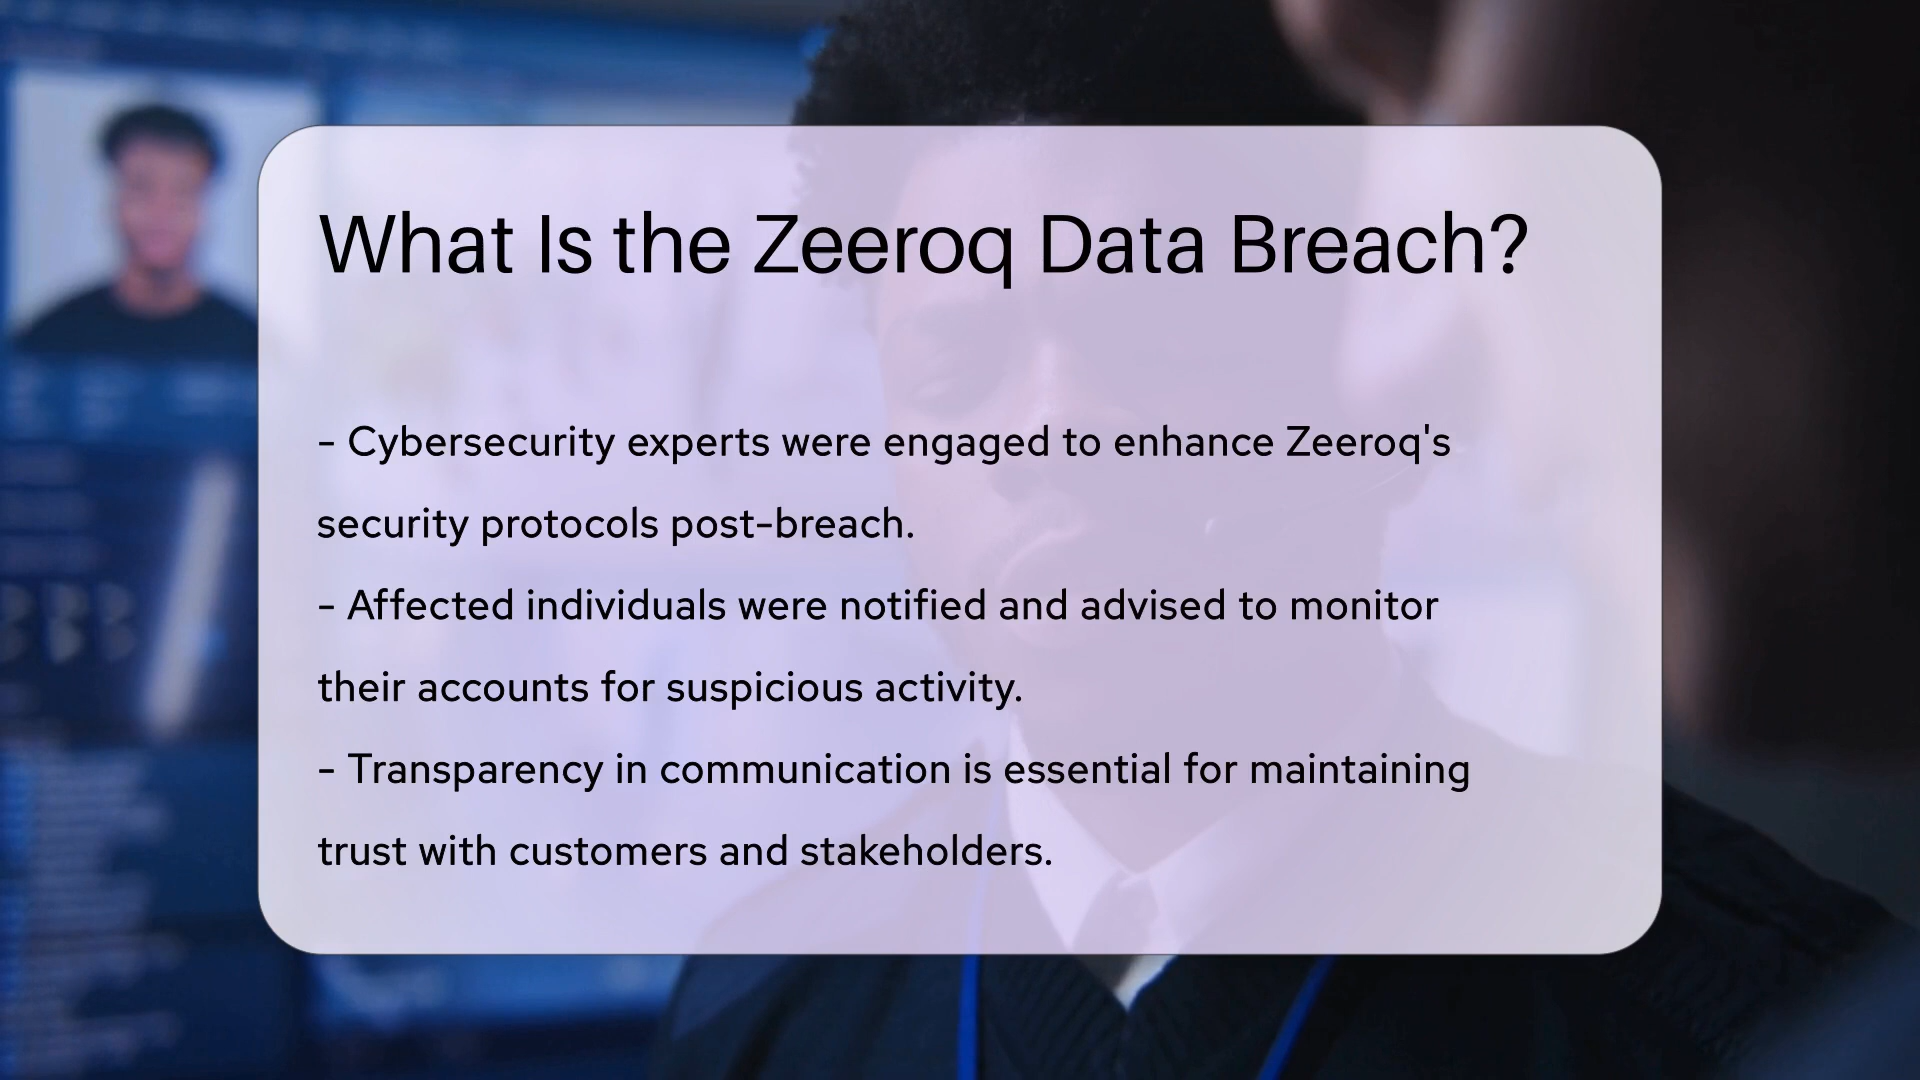 What Is the Zeeroq Data Breach?
- Cybersecurity experts were engaged to enhance Zeeroq's
security protocols post-breach.
- Affected individuals were notified and advised to monitor
their accounts for suspicious activity.
- Transparency in communication is essential for maintaining
trust with customers and stakeholders.